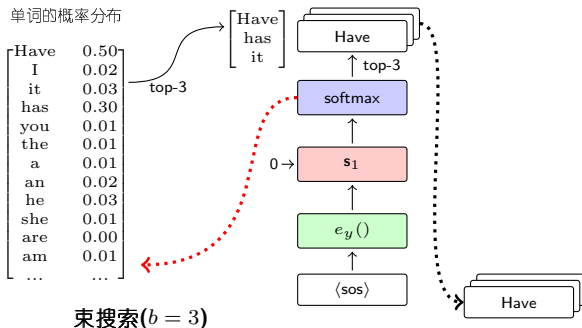 单词的概率分布
Have 0.50
I 0.02
it 0.03
has 0.30
you 0.01
the 0.01
a 0.01
an 0.02
he 0.03
she 0.01
are 0.00
am 0.01
... ...
top-3
Have
has
it
Have
top-3
softmax
0 s₁
e_y()
⟨sos⟩
Have
束搜索(b = 3)